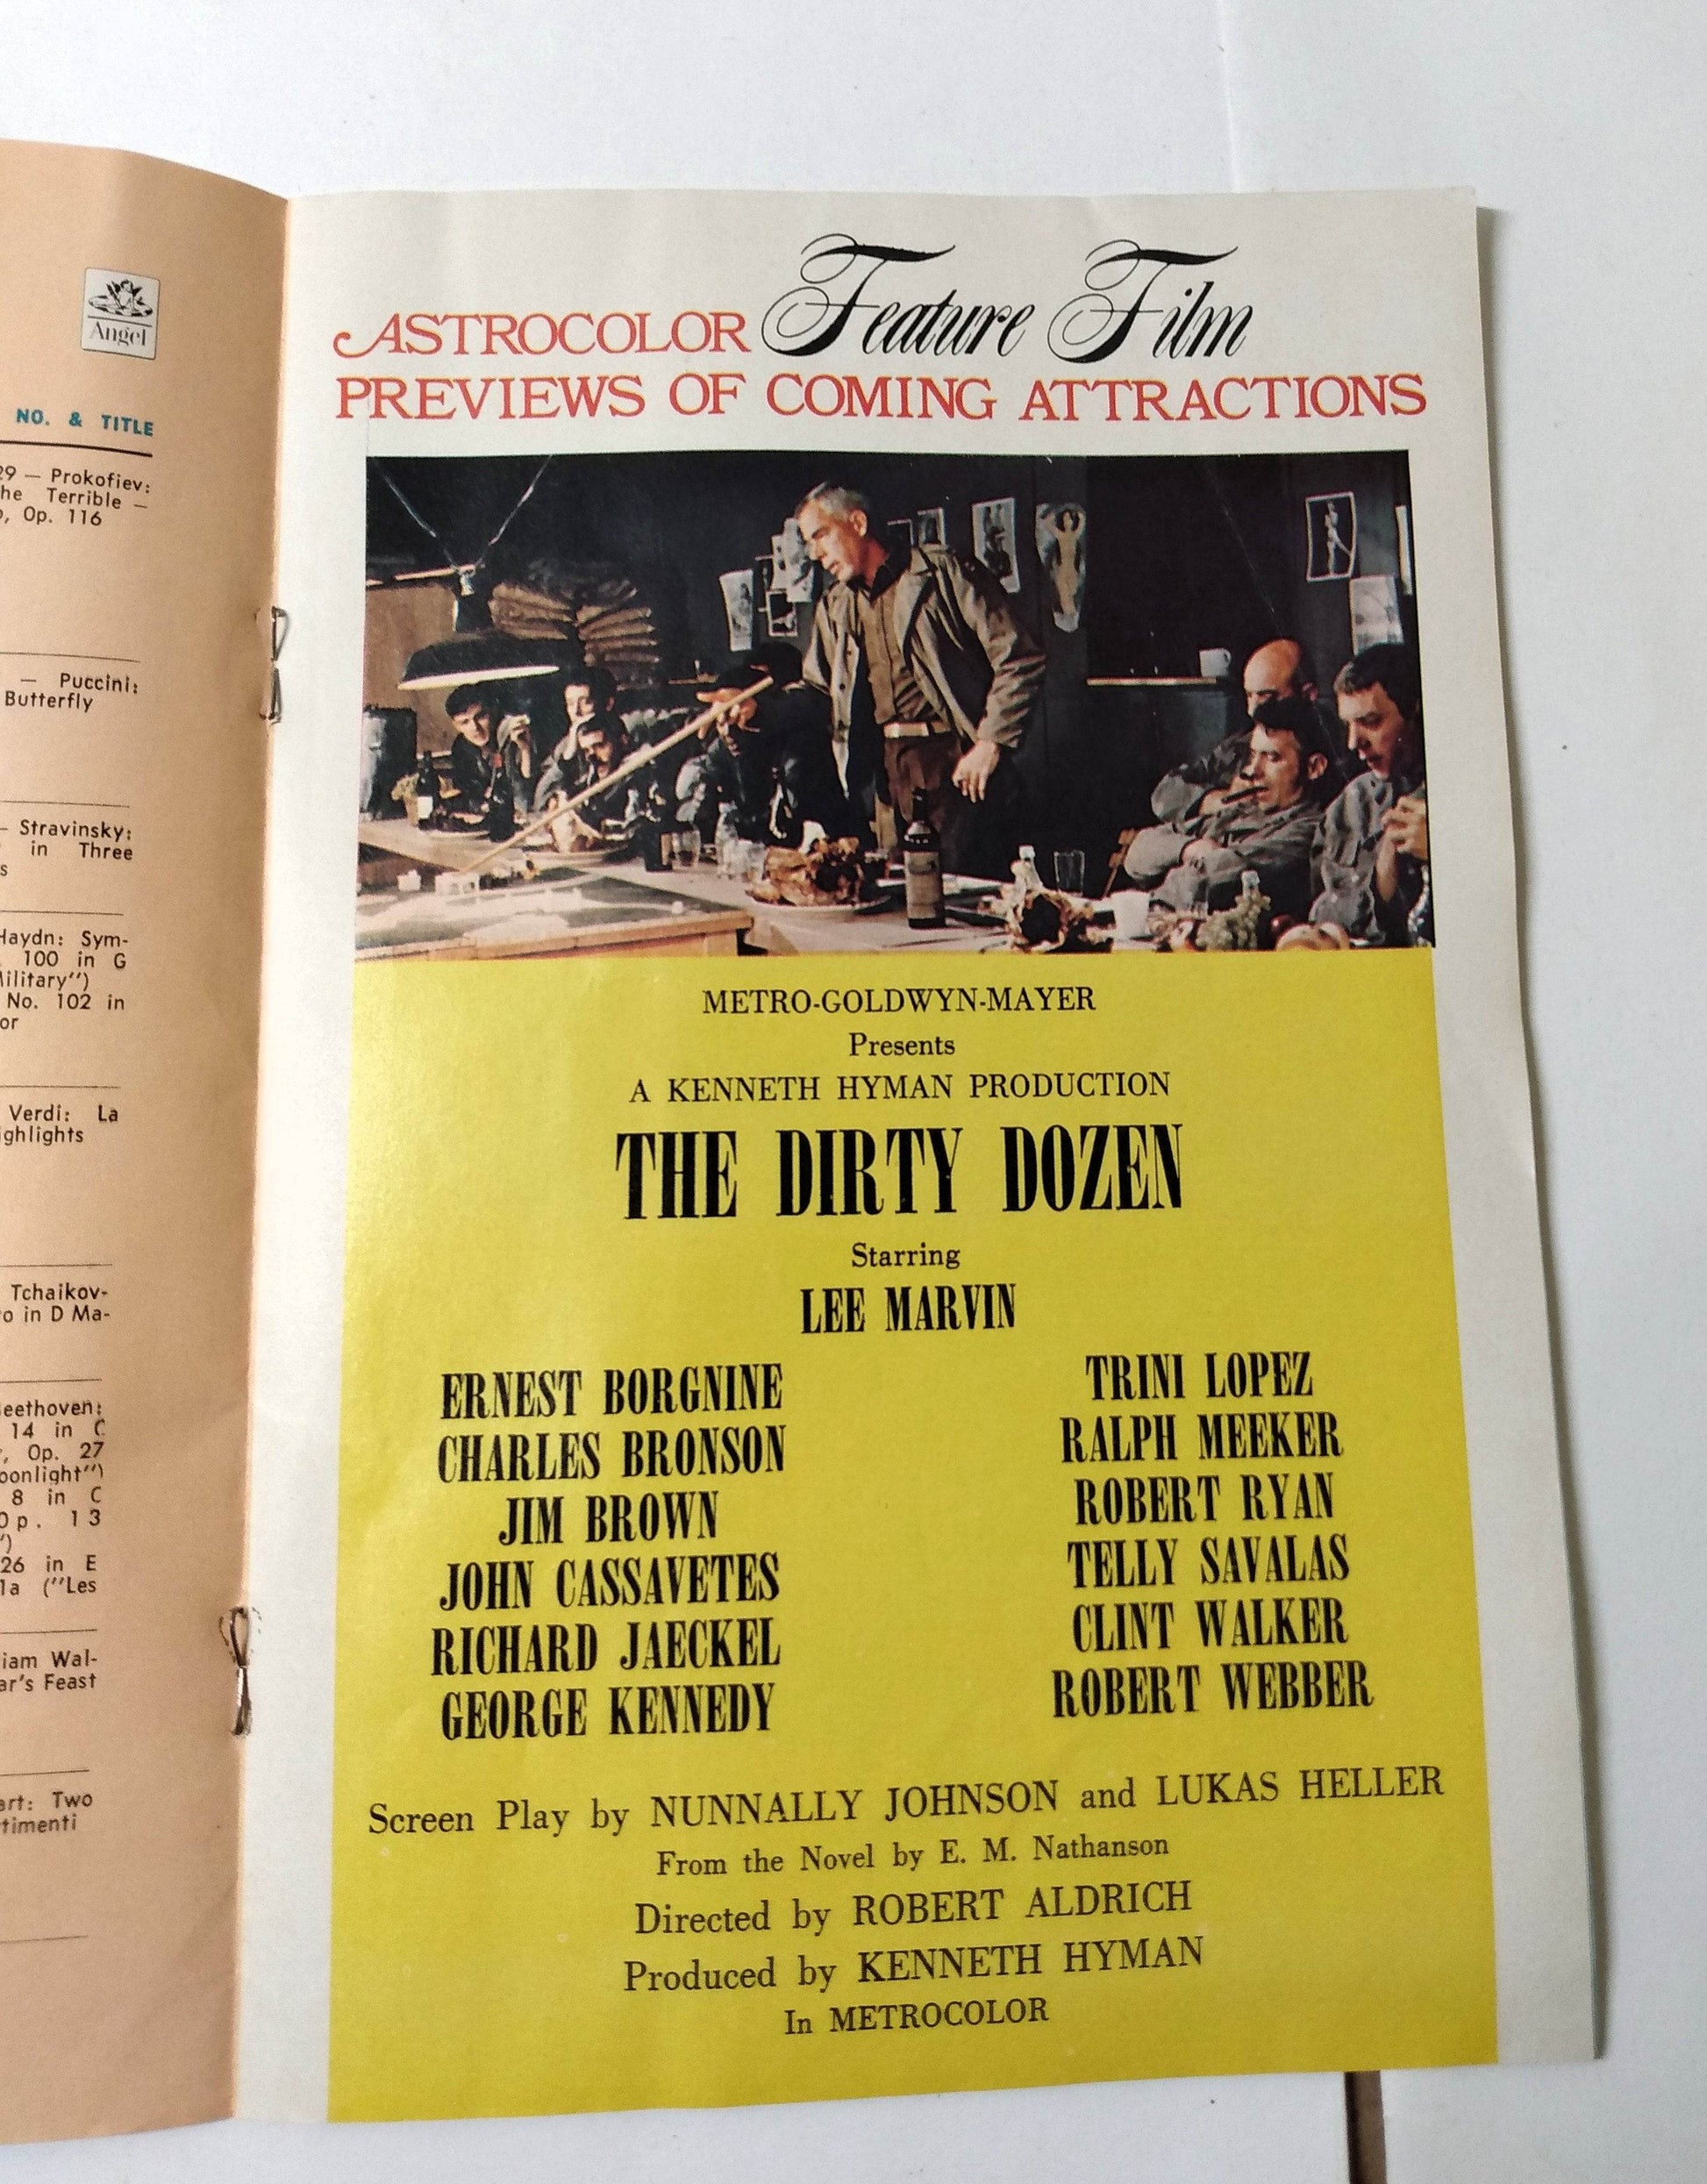 Angel
NO. & TITLE
29 — Prokofiev:
he Terrible —
Op. 116
— Puccini:
Butterfly
— Stravinsky:
in Three
s
Haydn: Sym-
100 in G
Military")
No. 102 in
or
Verdi: La
ighlights
Tchaikov-
o in D Ma-
Beethoven:
14 in C
Op. 27
oonlight")
8 in C
Op. 13
")
26 in E
1a ("Les
iam Wal-
ar's Feast
art: Two
timenti
ASTROCOLOR Feature Film
PREVIEWS OF COMING ATTRACTIONS
METRO-GOLDWYN-MAYER
Presents
A KENNETH HYMAN PRODUCTION
THE DIRTY DOZEN
Starring
LEE MARVIN
ERNEST BORGNINE
CHARLES BRONSON
JIM BROWN
JOHN CASSAVETES
RICHARD JAECKEL
GEORGE KENNEDY
TRINI LOPEZ
RALPH MEEKER
ROBERT RYAN
TELLY SAVALAS
CLINT WALKER
ROBERT WEBBER
Screen Play by NUNNALLY JOHNSON and LUKAS HELLER
From the Novel by E. M. Nathanson
Directed by ROBERT ALDRICH
Produced by KENNETH HYMAN
In METROCOLOR